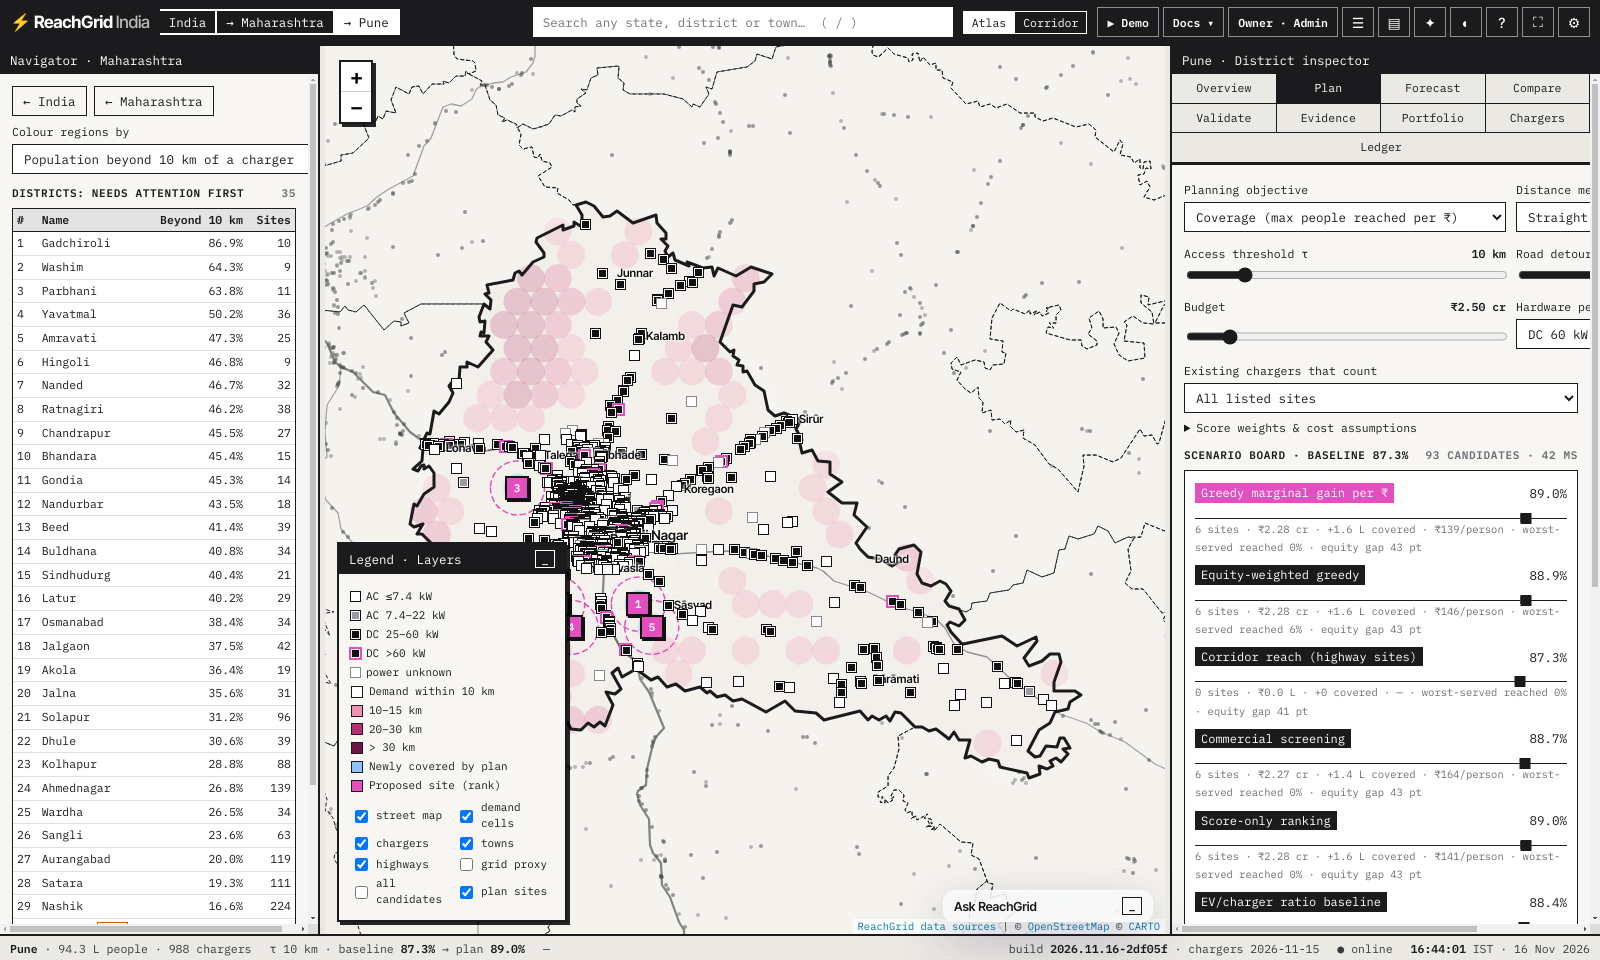 ⚡ ReachGrid India
India → Maharashtra → Pune
Search any state, district or town… ( / )
Atlas Corridor
▶ Demo
Docs ▾
Owner · Admin
?
Navigator · Maharashtra
← India
← Maharashtra
Colour regions by
Population beyond 10 km of a charger
DISTRICTS: NEEDS ATTENTION FIRST 35
# Name Beyond 10 km Sites
1 Gadchiroli 86.9% 10
2 Washim 64.3% 9
3 Parbhani 63.8% 11
4 Yavatmal 50.2% 36
5 Amravati 47.3% 25
6 Hingoli 46.8% 9
7 Nanded 46.7% 32
8 Ratnagiri 46.2% 38
9 Chandrapur 45.5% 27
10 Bhandara 45.4% 15
11 Gondia 45.3% 14
12 Nandurbar 43.5% 18
13 Beed 41.4% 39
14 Buldhana 40.8% 34
15 Sindhudurg 40.4% 21
16 Latur 40.2% 29
17 Osmanabad 38.4% 34
18 Jalgaon 37.5% 42
19 Akola 36.4% 19
20 Jalna 35.6% 31
21 Solapur 31.2% 96
22 Dhule 30.6% 39
23 Kolhapur 28.8% 88
24 Ahmednagar 26.8% 139
25 Wardha 26.5% 34
26 Sangli 23.6% 63
27 Aurangabad 20.0% 119
28 Satara 19.3% 111
29 Nashik 16.6% 224
+
−
Junnar
Kalamb
Sirūr
Koregaon
Nagar
Daund
Sāsvad
3
1
5
4
Legend · Layers
AC ≤7.4 kW
AC 7.4–22 kW
DC 25–60 kW
DC >60 kW
power unknown
Demand within 10 km
10–15 km
20–30 km
> 30 km
Newly covered by plan
Proposed site (rank)
street map
demand cells
chargers
towns
highways
grid proxy
all candidates
plan sites
Ask ReachGrid
ReachGrid data sources | © OpenStreetMap © CARTO
Pune · District inspector
Overview Plan Forecast Compare
Validate Evidence Portfolio Chargers
Ledger
Planning objective
Distance me
Coverage (max people reached per ₹)
Straight
Access threshold τ 10 km
Road detour
Budget ₹2.50 cr
Hardware pe
DC 60 kW
Existing chargers that count
All listed sites
▶ Score weights & cost assumptions
SCENARIO BOARD · BASELINE 87.3% 93 CANDIDATES · 42 MS
Greedy marginal gain per ₹ 89.0%
6 sites · ₹2.28 cr · +1.6 L covered · ₹139/person · worst-
served reached 0% · equity gap 43 pt
Equity-weighted greedy 88.9%
6 sites · ₹2.28 cr · +1.6 L covered · ₹146/person · worst-
served reached 6% · equity gap 43 pt
Corridor reach (highway sites) 87.3%
0 sites · ₹0.0 L · +0 covered · — · worst-served reached 0%
· equity gap 41 pt
Commercial screening 88.7%
6 sites · ₹2.27 cr · +1.4 L covered · ₹164/person · worst-
served reached 0% · equity gap 43 pt
Score-only ranking 89.0%
6 sites · ₹2.28 cr · +1.6 L covered · ₹141/person · worst-
served reached 0% · equity gap 43 pt
EV/charger ratio baseline 88.4%
Pune · 94.3 L people · 988 chargers τ 10 km · baseline 87.3% → plan 89.0% —
build 2026.11.16-2df05f · chargers 2026-11-15 ● online 16:44:01 IST · 16 Nov 2026